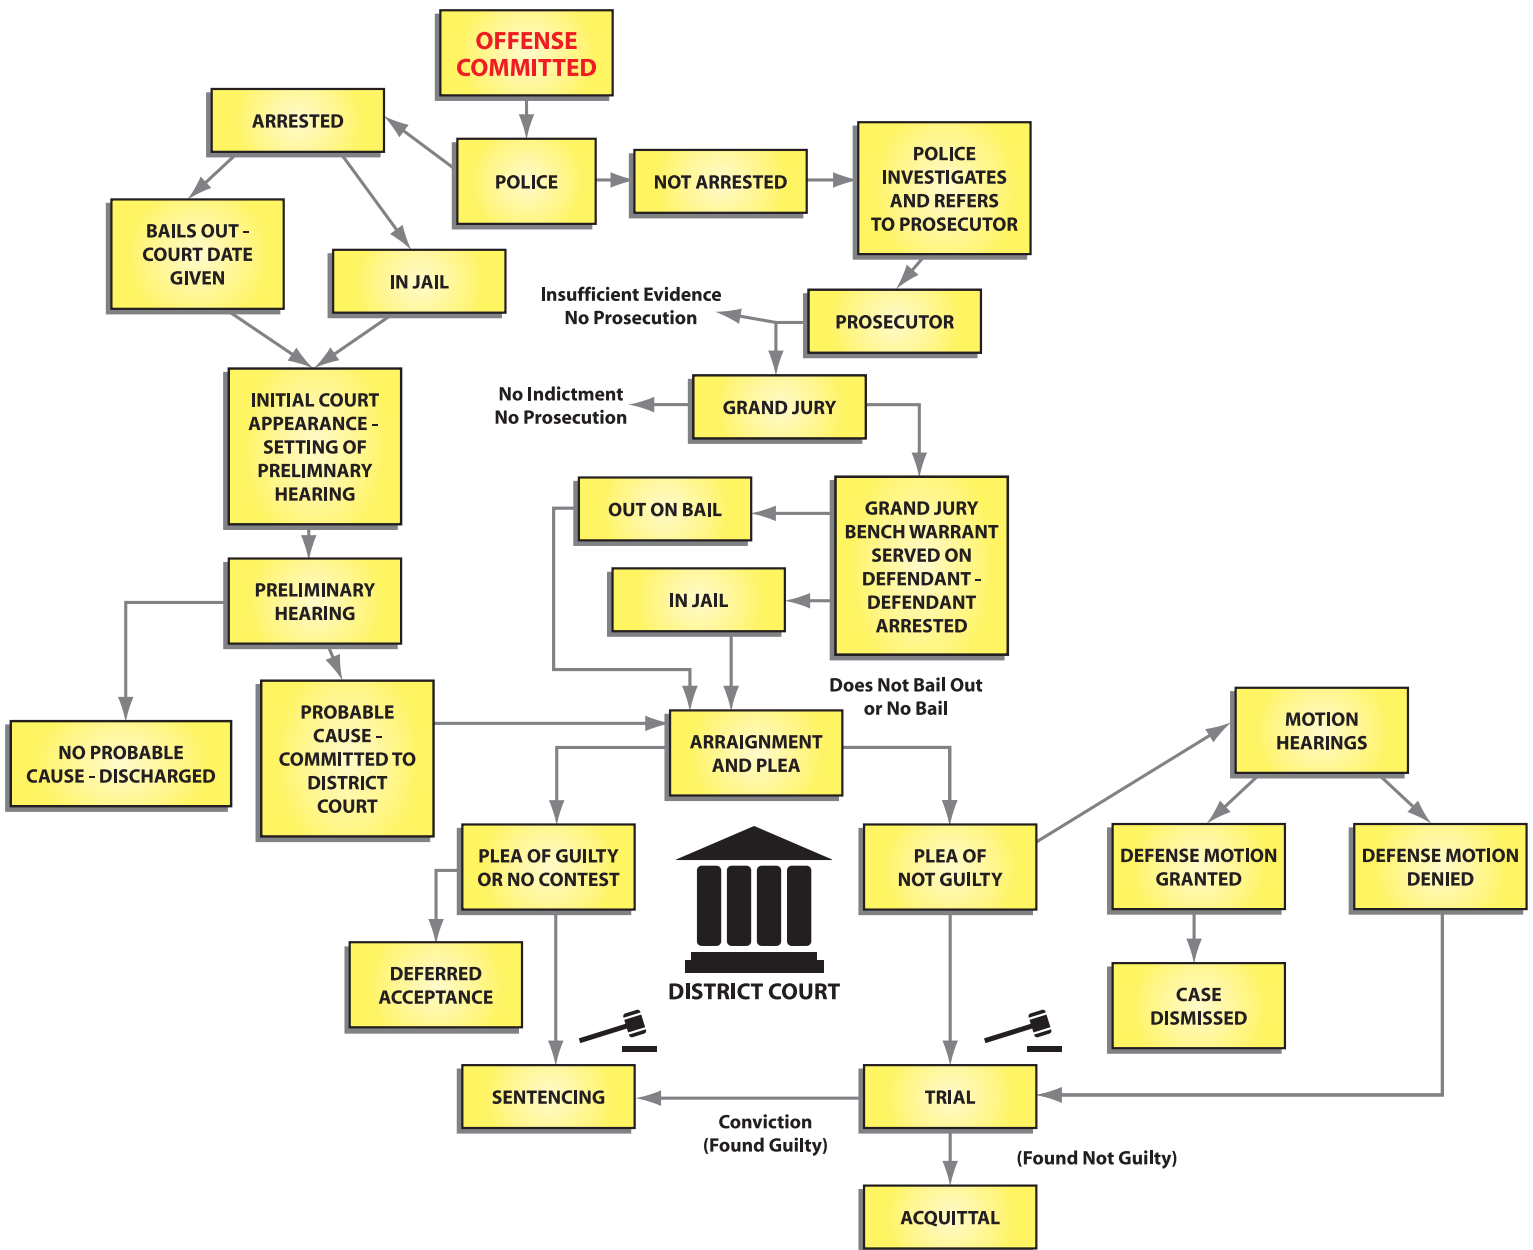 OFFENSE
COMMITTED
ARRESTED
POLICE
NOT ARRESTED
POLICE
INVESTIGATES
AND REFERS
TO PROSECUTOR
BAILS OUT -
COURT DATE
GIVEN
IN JAIL
Insufficient Evidence
No Prosecution
PROSECUTOR
INITIAL COURT
APPEARANCE -
SETTING OF
PRELIMNARY
HEARING
No Indictment
No Prosecution
GRAND JURY
OUT ON BAIL
GRAND JURY
BENCH WARRANT
SERVED ON
DEFENDANT -
DEFENDANT
ARRESTED
IN JAIL
PRELIMINARY
HEARING
Does Not Bail Out
or No Bail
NO PROBABLE
CAUSE - DISCHARGED
PROBABLE
CAUSE -
COMMITTED TO
DISTRICT
COURT
ARRAIGNMENT
AND PLEA
MOTION
HEARINGS
PLEA OF GUILTY
OR NO CONTEST
PLEA OF
NOT GUILTY
DEFENSE MOTION
GRANTED
DEFENSE MOTION
DENIED
DEFERRED
ACCEPTANCE
DISTRICT COURT
CASE
DISMISSED
SENTENCING
Conviction
(Found Guilty)
TRIAL
(Found Not Guilty)
ACQUITTAL